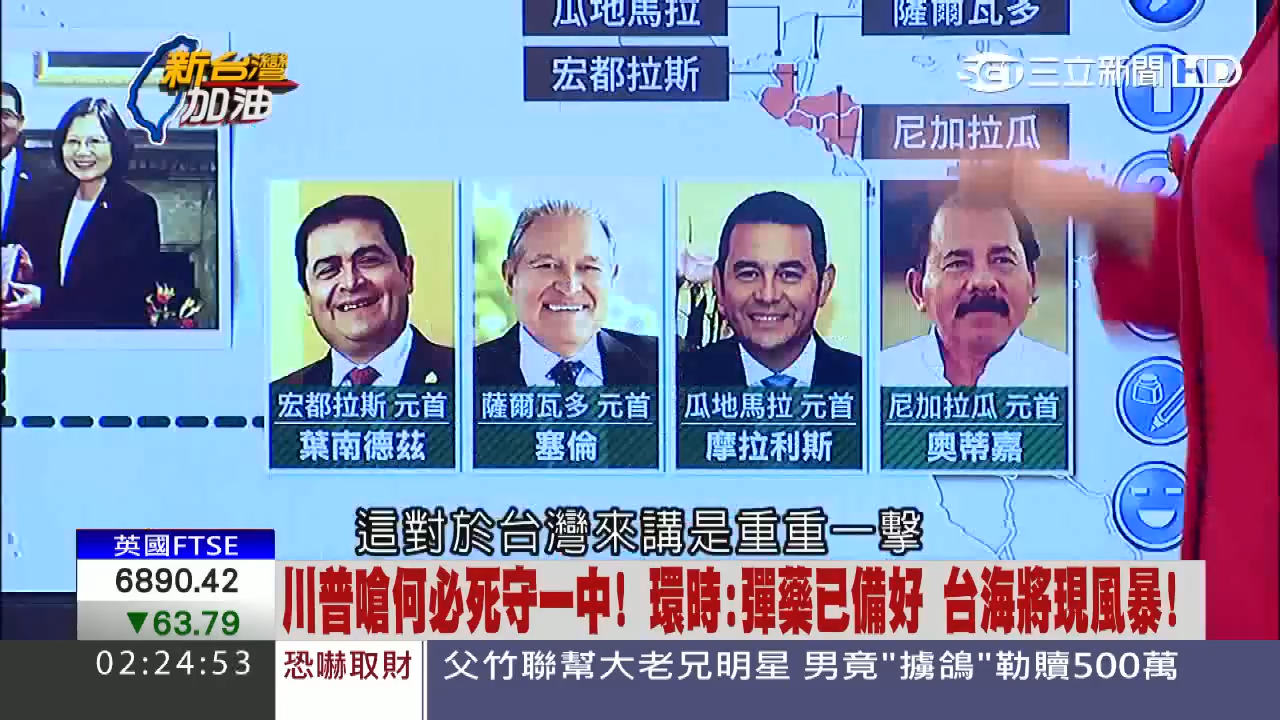 瓜地馬拉
薩爾瓦多
宏都拉斯
尼加拉瓜
新台灣
加油
三立新聞HD
宏都拉斯 元首
葉南德茲
薩爾瓦多 元首
塞倫
瓜地馬拉 元首
摩拉利斯
尼加拉瓜 元首
奧蒂嘉
這對於台灣來講是重重一擊
英國FTSE
6890.42
▼63.79
川普嗆何必死守一中! 環時:彈藥已備好 台海將現風暴!
02:24:53
恐嚇取財
父竹聯幫大老兄明星 男竟"擄鴿"勒贖500萬